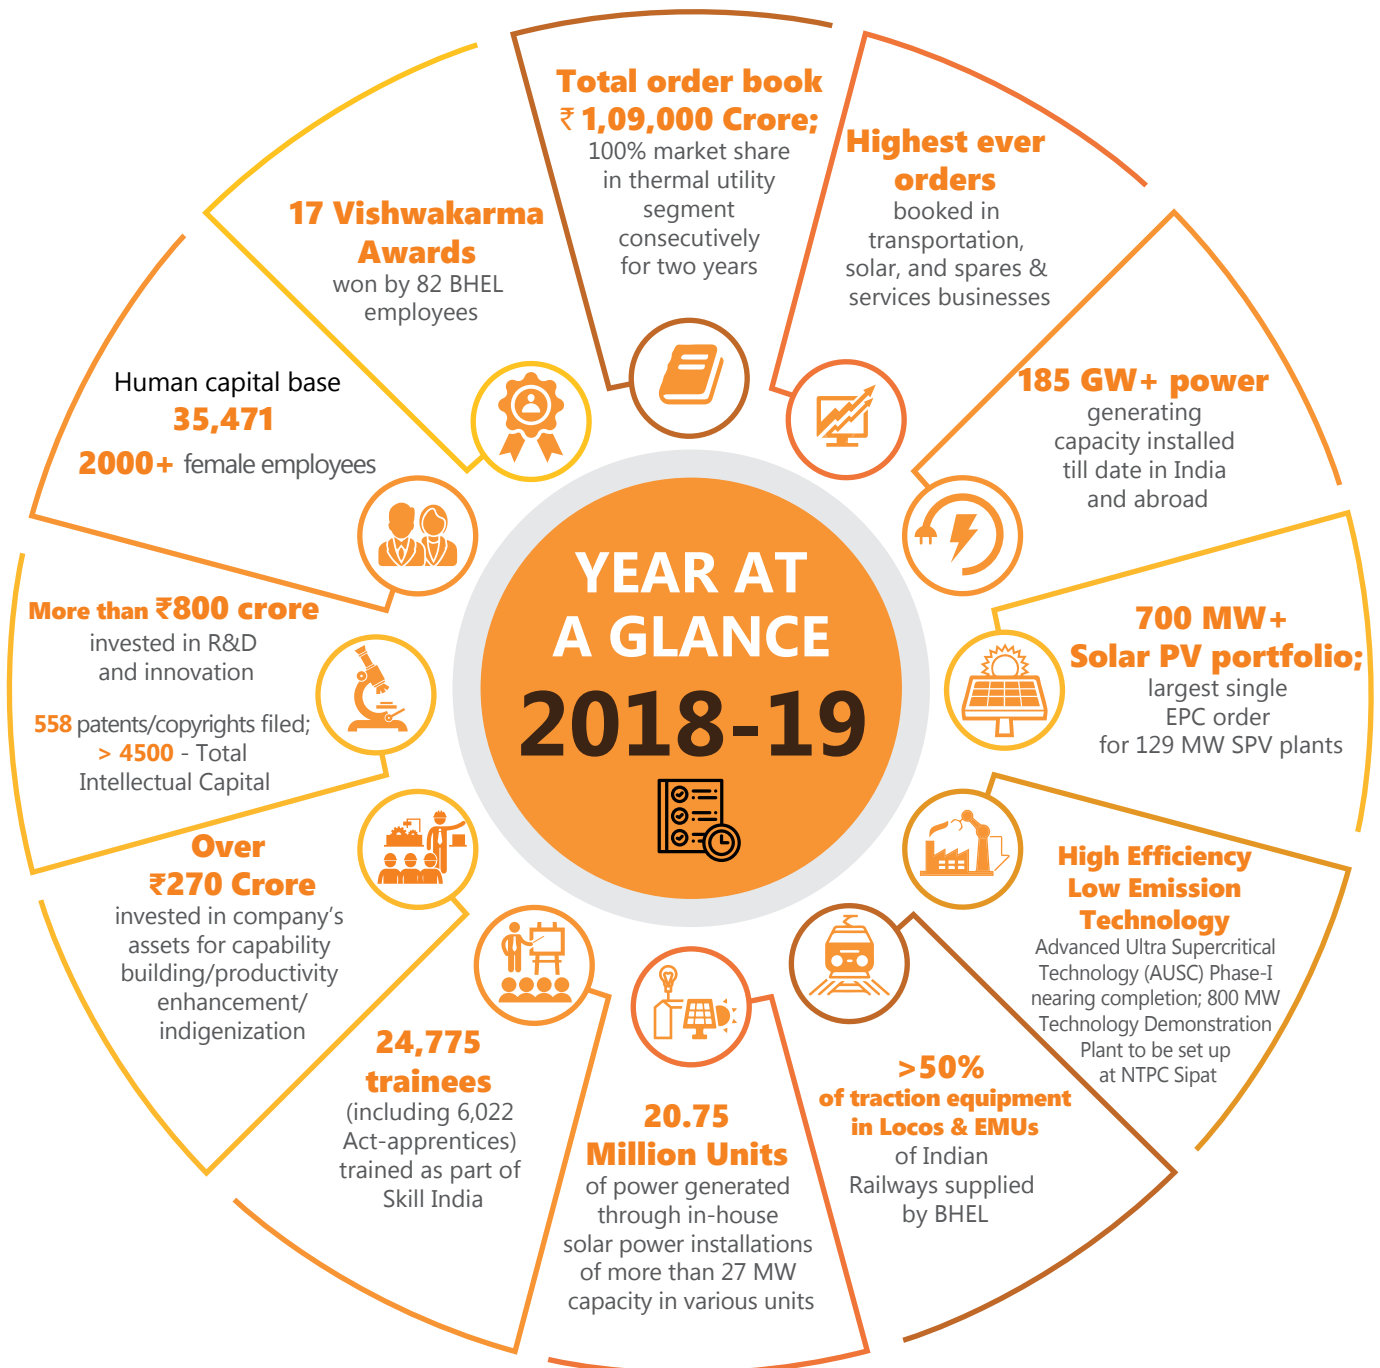 Total order book
₹ 1,09,000 Crore;
100% market share
in thermal utility
segment
consecutively
for two years
Highest ever
orders
booked in
transportation,
solar, and spares &
services businesses
185 GW+ power
generating
capacity installed
till date in India
and abroad
700 MW+
Solar PV portfolio;
largest single
EPC order
for 129 MW SPV plants
High Efficiency
Low Emission
Technology
Advanced Ultra Supercritical
Technology (AUSC) Phase-I
nearing completion; 800 MW
Technology Demonstration
Plant to be set up
at NTPC Sipat
>50%
of traction equipment
in Locos & EMUs
of Indian
Railways supplied
by BHEL
20.75
Million Units
of power generated
through in-house
solar power installations
of more than 27 MW
capacity in various units
24,775
trainees
(including 6,022
Act-apprentices)
trained as part of
Skill India
Over
₹270 Crore
invested in company's
assets for capability
building/productivity
enhancement/
indigenization
More than ₹800 crore
invested in R&D
and innovation
558 patents/copyrights filed;
> 4500 - Total
Intellectual Capital
Human capital base
35,471
2000+ female employees
17 Vishwakarma
Awards
won by 82 BHEL
employees
YEAR AT
A GLANCE
2018-19